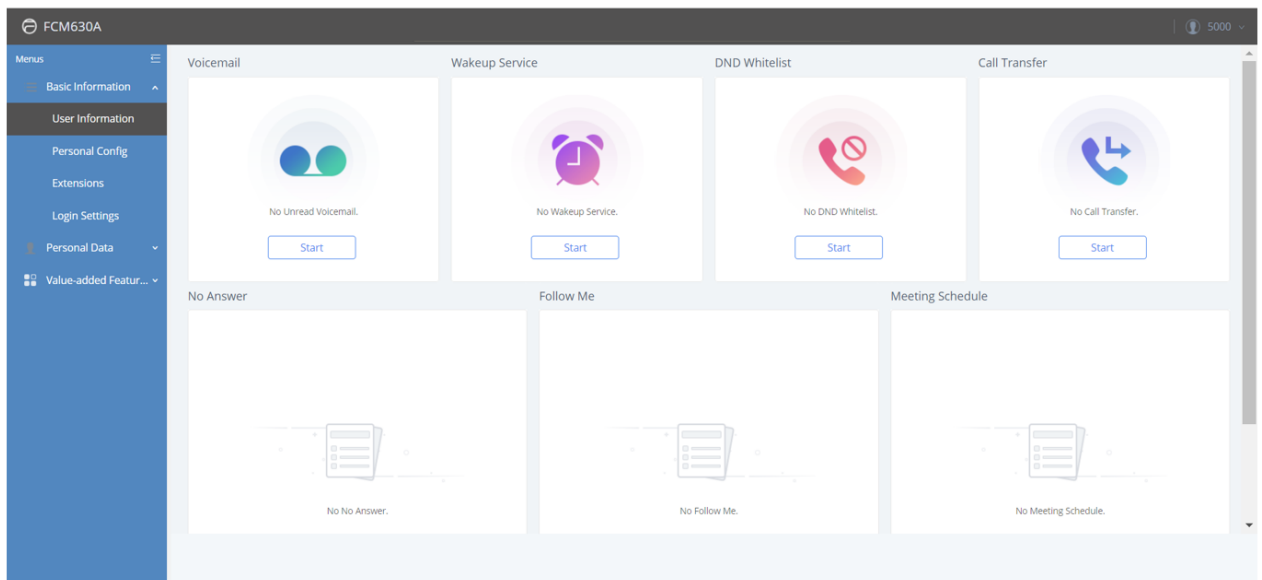 FCM630A
5000
Menus
Basic Information
User Information
Personal Config
Extensions
Login Settings
Personal Data
Value-added Featur...
Voicemail
No Unread Voicemail.
Start
Wakeup Service
No Wakeup Service.
Start
DND Whitelist
No DND Whitelist.
Start
Call Transfer
No Call Transfer.
Start
No Answer
No No Answer.
Follow Me
No Follow Me.
Meeting Schedule
No Meeting Schedule.